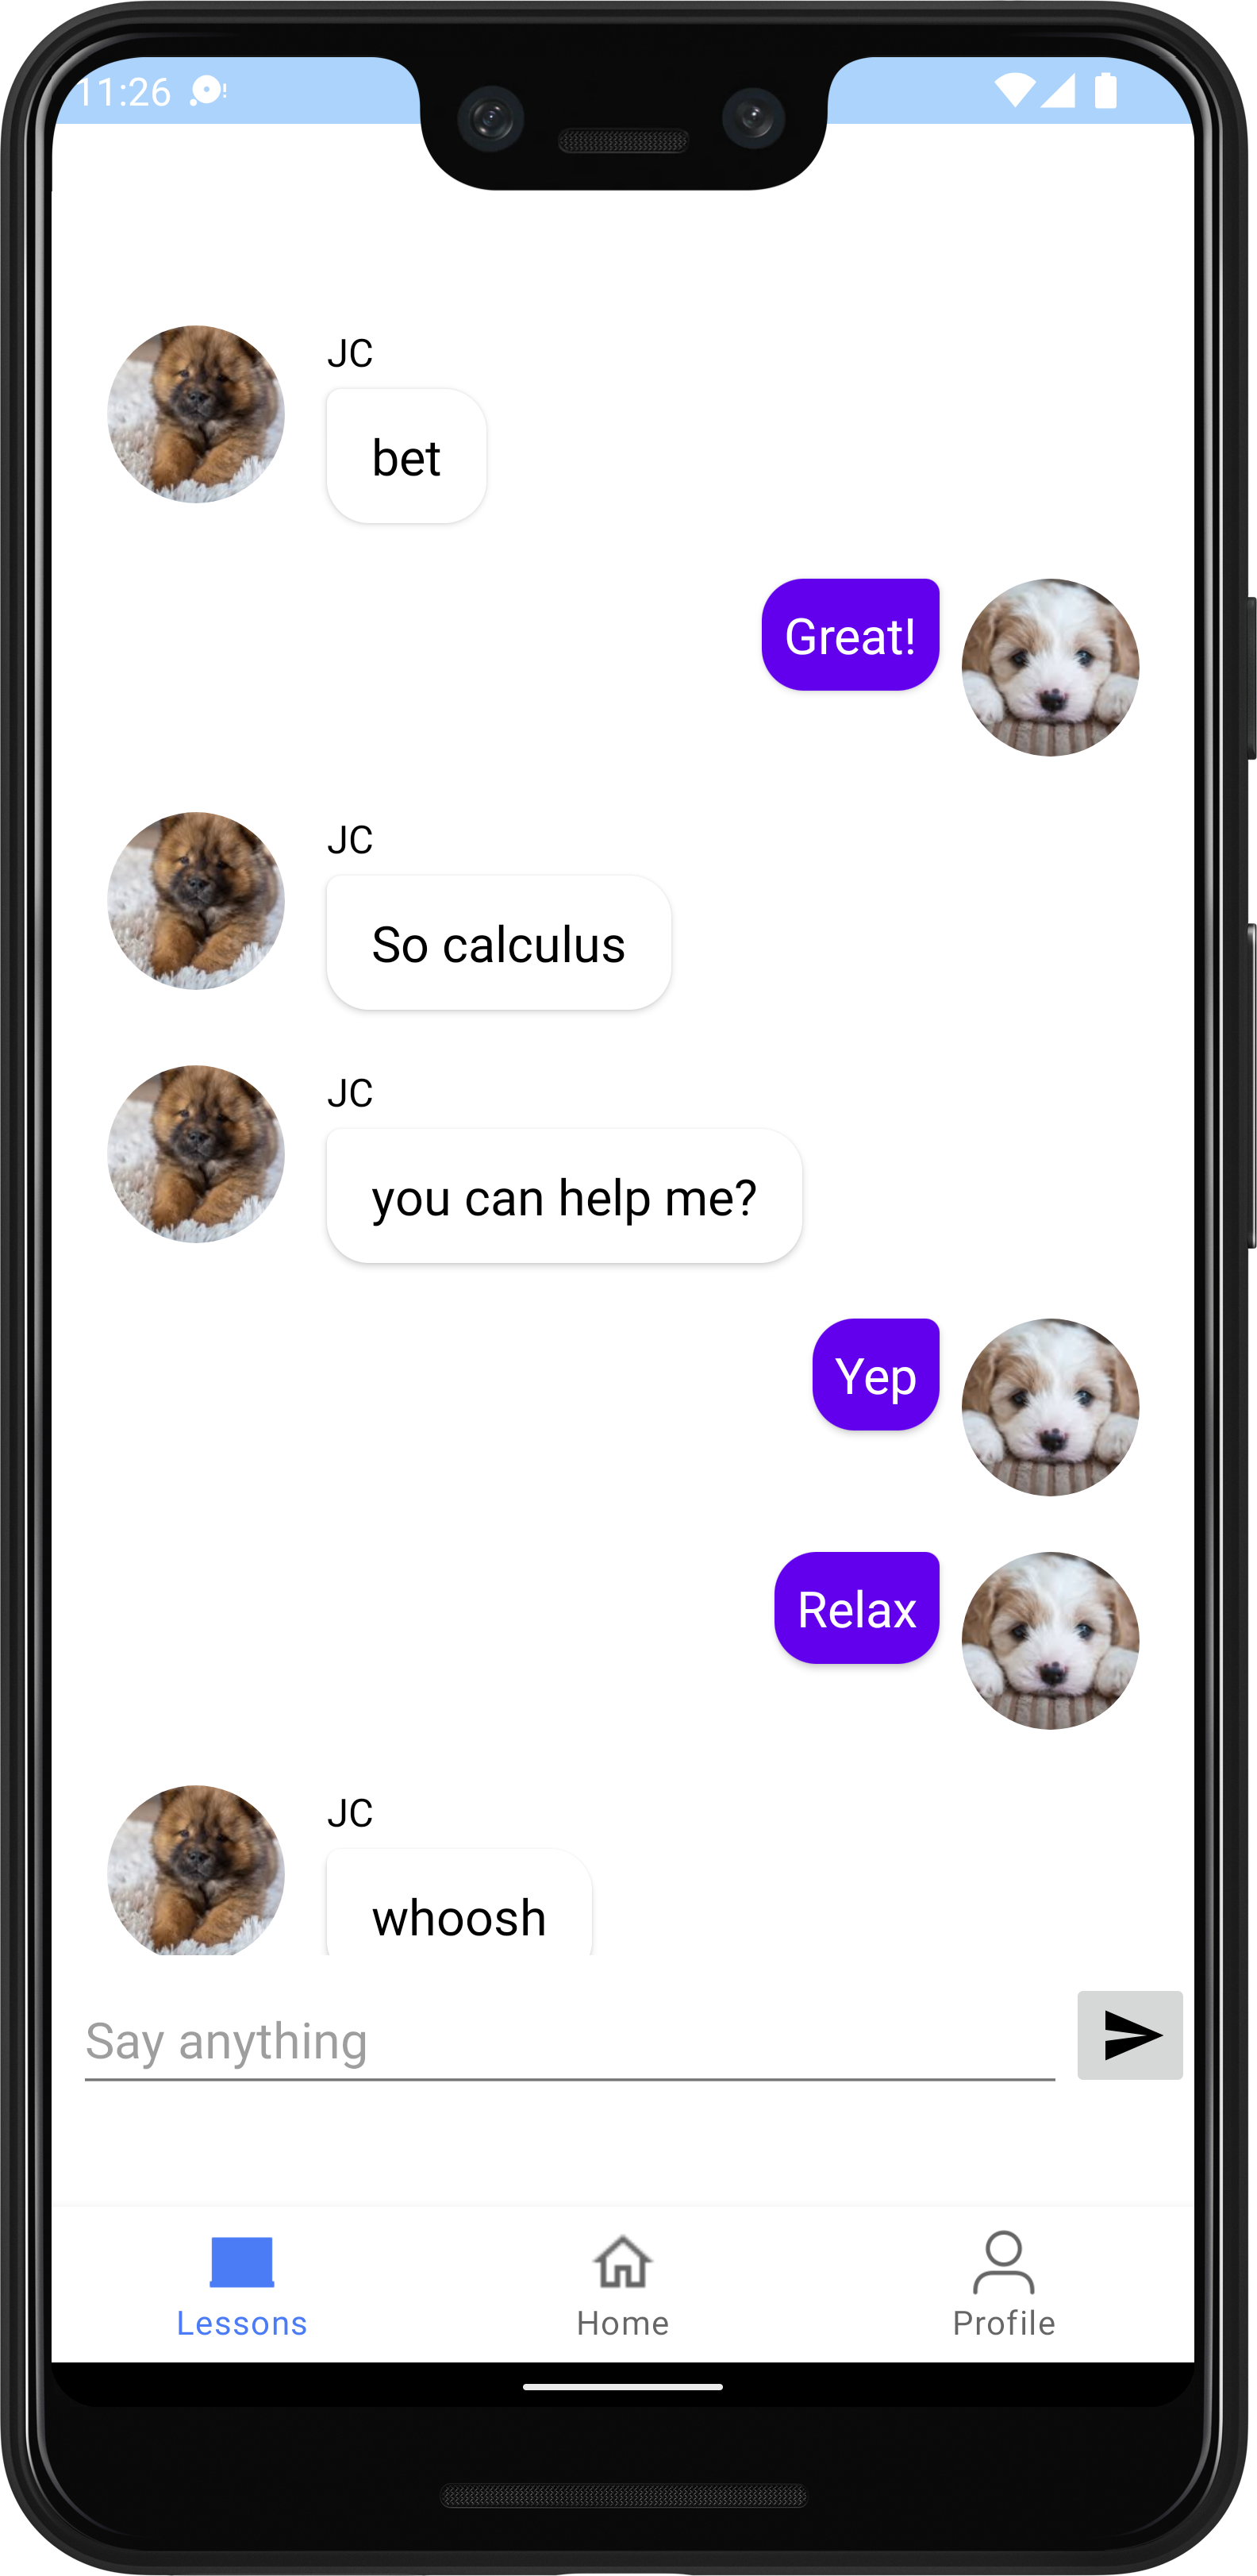 11:26
JC
bet
Great!
JC
So calculus
JC
you can help me?
Yep
Relax
JC
whoosh
Say anything
Lessons
Home
Profile